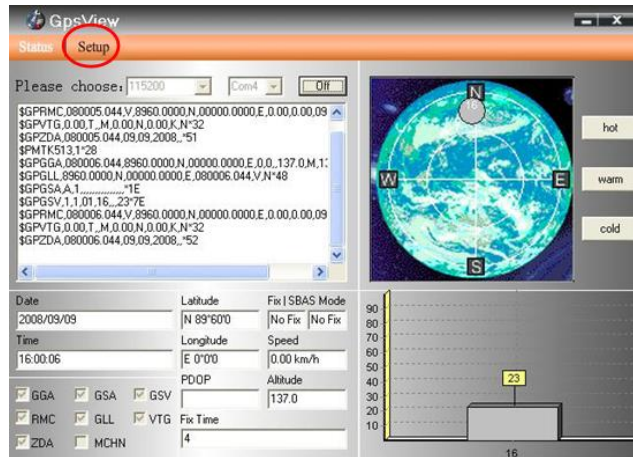 GpsView
Status Setup
Please choose: 115200 Com4 Off
$GPRMC,080005.044,V,8960.0000,N,00000.0000,E,0.00,0.00,09
$GPVTG,0.00,T,,M,0.00,N,0.00,K,N*32
$GPZDA,080005.044,09,09,2008,,*51
$PMTK513,1*28
$GPGGA,080006.044,8960.0000,N,00000.0000,E,0,0,,137.0,M,1:
$GPGLL,8960.0000,N,00000.0000,E,080006.044,V,N*48
$GPGSA,A,1,,,,,,,,,,,,,,,*1E
$GPGSV,1,1,01,16,,,23*7E
$GPRMC,080006.044,V,8960.0000,N,00000.0000,E,0.00,0.00,09
$GPVTG,0.00,T,,M,0.00,N,0.00,K,N*32
$GPZDA,080006.044,09,09,2008,,*52
N
16
W
E
S
hot
warm
cold
Date Latitude Fix | SBAS Mode
2008/09/09 N 89°60'0 No Fix No Fix
Time Longitude Speed
16:00:06 E 0°0'0 0.00 km/h
PDOP Altitude
137.0
GGA GSA GSV
RMC GLL VTG Fix Time
ZDA MCHN 4
90
80
70
60
50
40
30
20
10
23
16